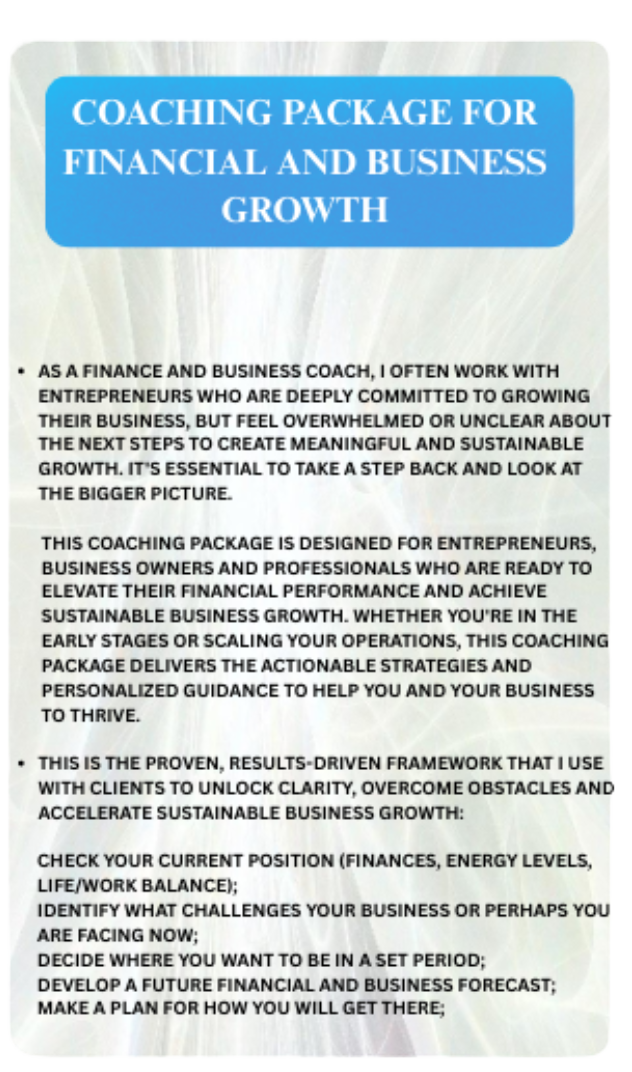 COACHING PACKAGE FOR
FINANCIAL AND BUSINESS
GROWTH
• AS A FINANCE AND BUSINESS COACH, I OFTEN WORK WITH
ENTREPRENEURS WHO ARE DEEPLY COMMITTED TO GROWING
THEIR BUSINESS, BUT FEEL OVERWHELMED OR UNCLEAR ABOUT
THE NEXT STEPS TO CREATE MEANINGFUL AND SUSTAINABLE
GROWTH. IT'S ESSENTIAL TO TAKE A STEP BACK AND LOOK AT
THE BIGGER PICTURE.
THIS COACHING PACKAGE IS DESIGNED FOR ENTREPRENEURS,
BUSINESS OWNERS AND PROFESSIONALS WHO ARE READY TO
ELEVATE THEIR FINANCIAL PERFORMANCE AND ACHIEVE
SUSTAINABLE BUSINESS GROWTH. WHETHER YOU'RE IN THE
EARLY STAGES OR SCALING YOUR OPERATIONS, THIS COACHING
PACKAGE DELIVERS THE ACTIONABLE STRATEGIES AND
PERSONALIZED GUIDANCE TO HELP YOU AND YOUR BUSINESS
TO THRIVE.
• THIS IS THE PROVEN, RESULTS-DRIVEN FRAMEWORK THAT I USE
WITH CLIENTS TO UNLOCK CLARITY, OVERCOME OBSTACLES AND
ACCELERATE SUSTAINABLE BUSINESS GROWTH:
CHECK YOUR CURRENT POSITION (FINANCES, ENERGY LEVELS,
LIFE/WORK BALANCE);
IDENTIFY WHAT CHALLENGES YOUR BUSINESS OR PERHAPS YOU
ARE FACING NOW;
DECIDE WHERE YOU WANT TO BE IN A SET PERIOD;
DEVELOP A FUTURE FINANCIAL AND BUSINESS FORECAST;
MAKE A PLAN FOR HOW YOU WILL GET THERE;